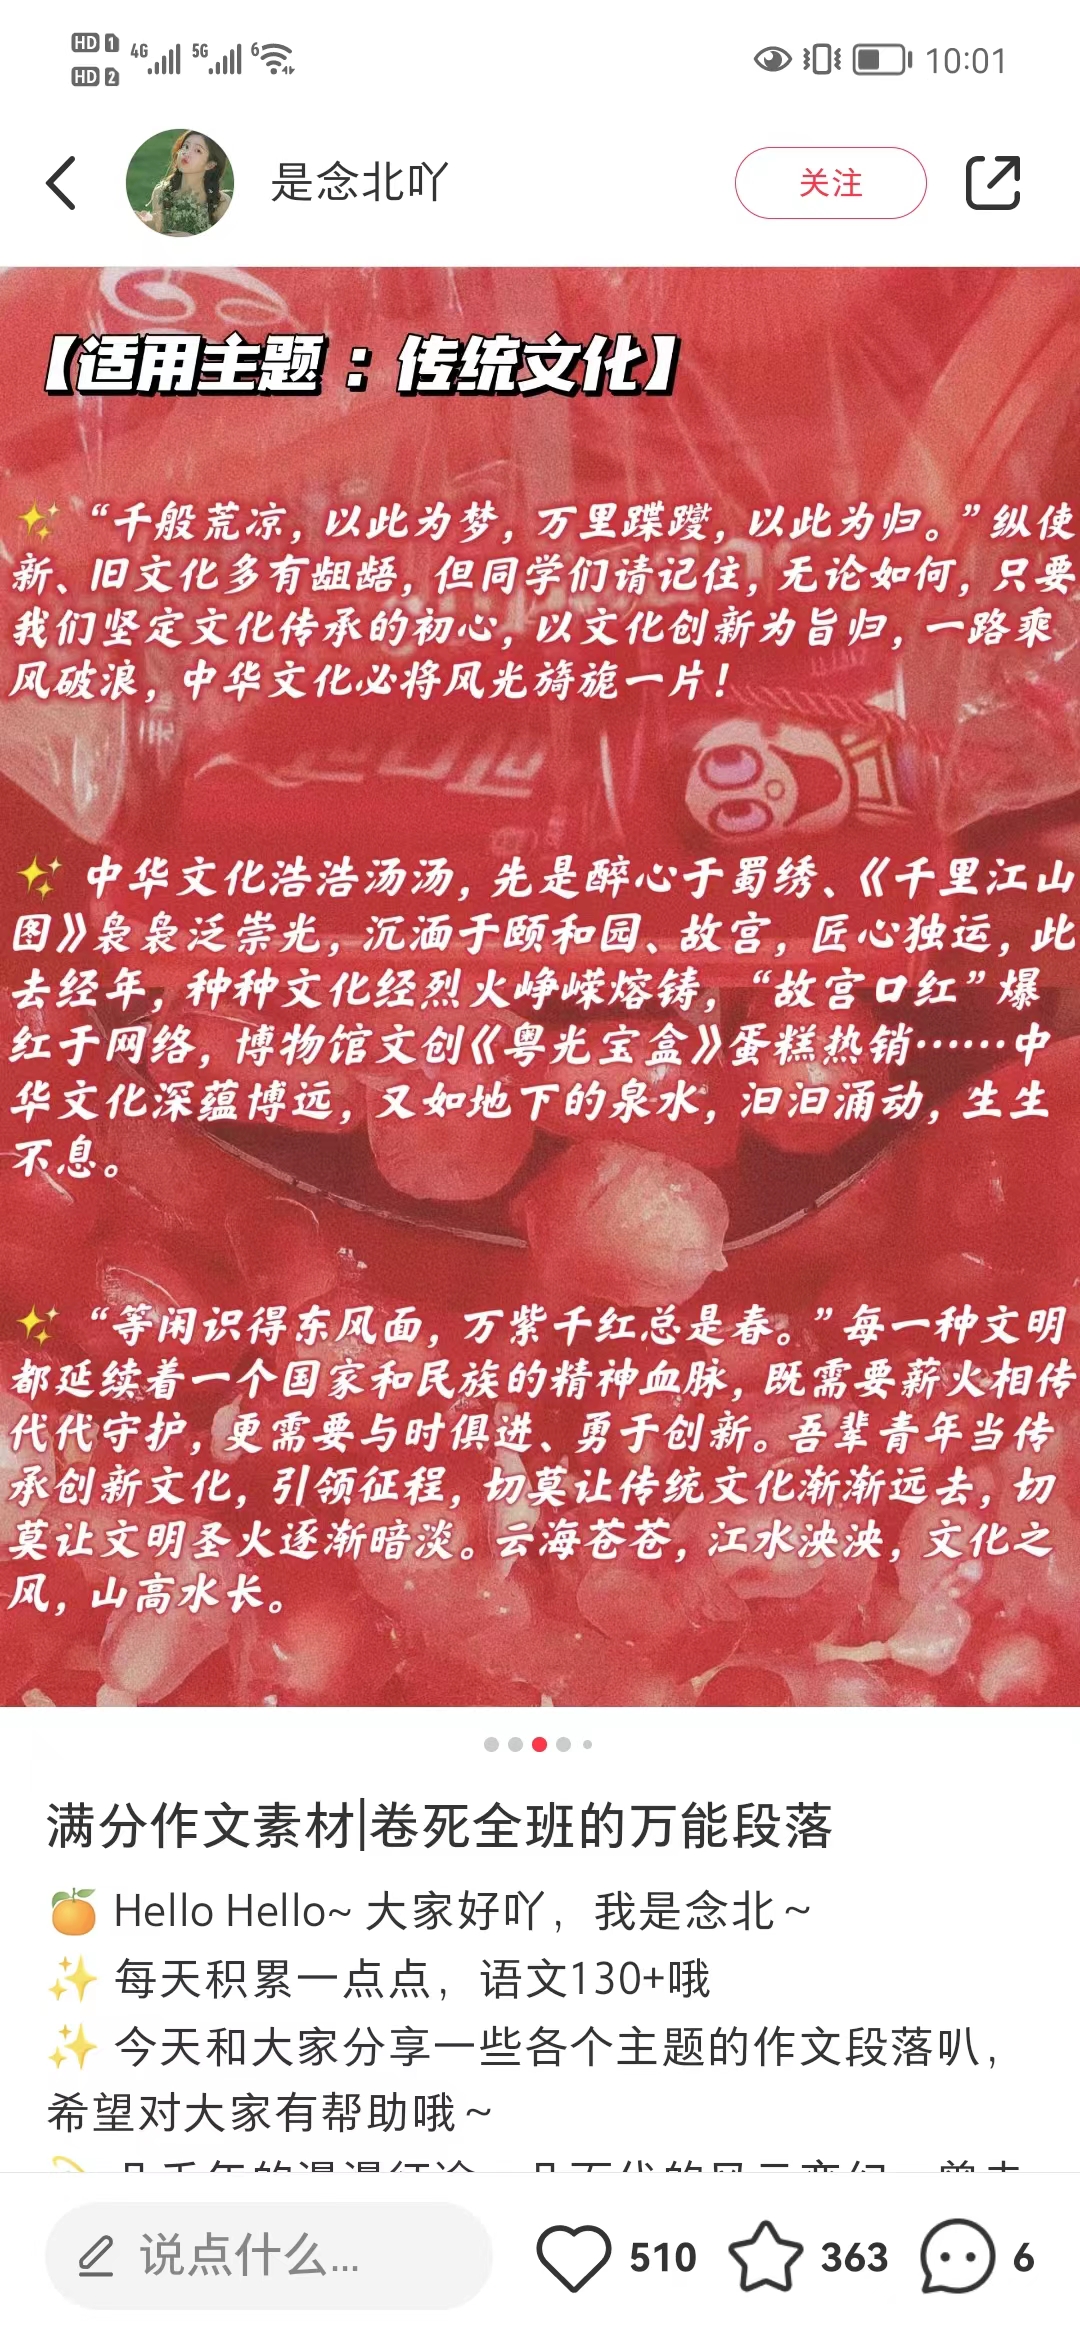 HD 1 4G 5G 6 10:01
HD 2
是念北吖
关注
【适用主题：传统文化】
✨“千般荒凉，以此为梦，万里蹀躞，以此为归。”纵使
新、旧文化多有龃龉，但同学们请记住，无论如何，只要
我们坚定文化传承的初心，以文化创新为旨归，一路乘
风破浪，中华文化必将风光旖旎一片！
✨中华文化浩浩汤汤，先是醉心于蜀绣、《千里江山
图》袅袅泛崇光，沉湎于颐和园、故宫，匠心独运，此
去经年，种种文化经烈火峥嵘熔铸，“故宫口红”爆
红于网络，博物馆文创《粤光宝盒》蛋糕热销……中
华文化深蕴博远，又如地下的泉水，汩汩涌动，生生
不息。
✨“等闲识得东风面，万紫千红总是春。”每一种文明
都延续着一个国家和民族的精神血脉，既需要薪火相传
代代守护，更需要与时俱进、勇于创新。吾辈青年当传
承创新文化，引领征程，切莫让传统文化渐渐远去，切
莫让文明圣火逐渐暗淡。云海苍苍，江水泱泱，文化之
风，山高水长。
满分作文素材|卷死全班的万能段落
🍊 Hello Hello~ 大家好吖，我是念北～
✨ 每天积累一点点，语文130+哦
✨ 今天和大家分享一些各个主题的作文段落叭，
希望对大家有帮助哦～
说点什么...
510
363
6